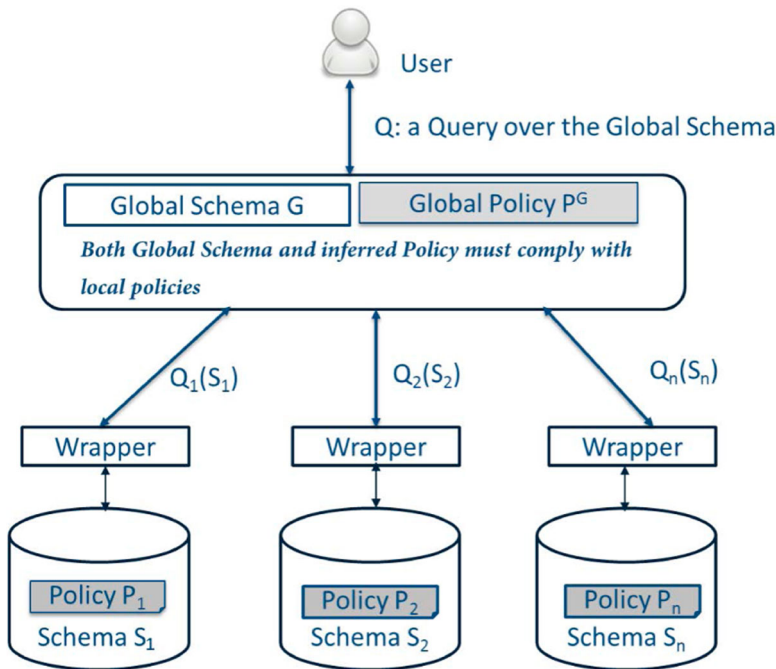 User
Q: a Query over the Global Schema
Global Schema G
Global Policy Pᴳ
Both Global Schema and inferred Policy must comply with
local policies
Q₁(S₁)
Q₂(S₂)
Qₙ(Sₙ)
Wrapper
Wrapper
Wrapper
Policy P₁
Policy P₂
Policy Pₙ
Schema S₁
Schema S₂
Schema Sₙ